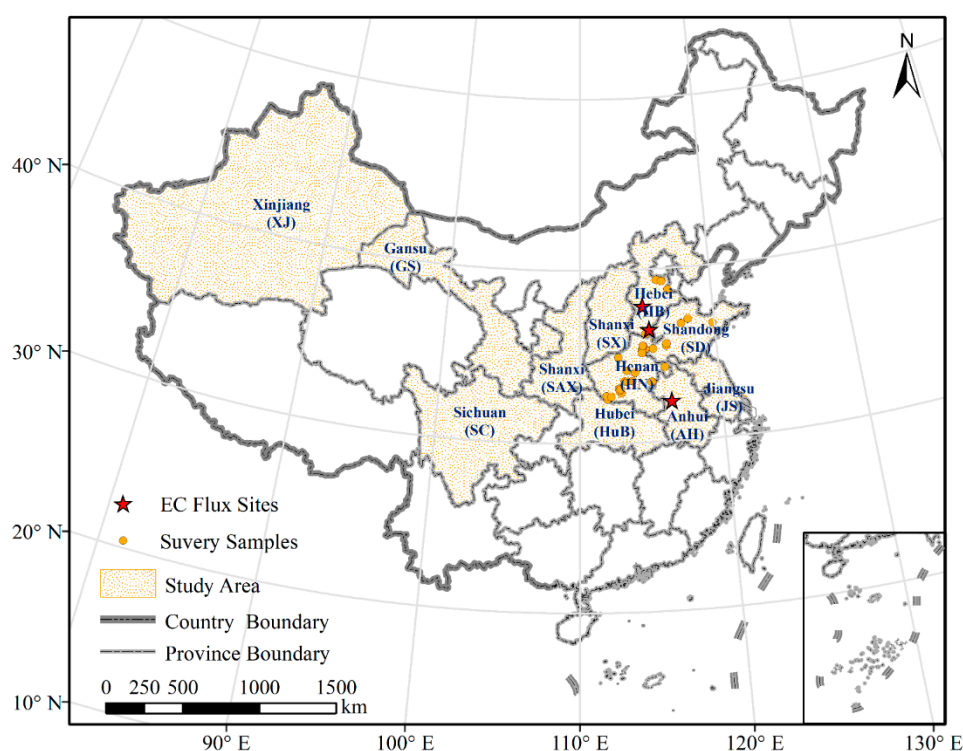 N
40° N
30° N
20° N
10° N
Xinjiang
(XJ)
Gansu
(GS)
Hebei
(HB)
Shanxi
(SX)
Shandong
(SD)
Shanxi
(SAX)
Henan
(HN)
Jiangsu
(JS)
Sichuan
(SC)
Hubei
(HuB)
Anhui
(AH)
EC Flux Sites
Suvery Samples
Study Area
Country Boundary
Province Boundary
0 250 500 1000 1500
km
90° E 100° E 110° E 120° E 130° E